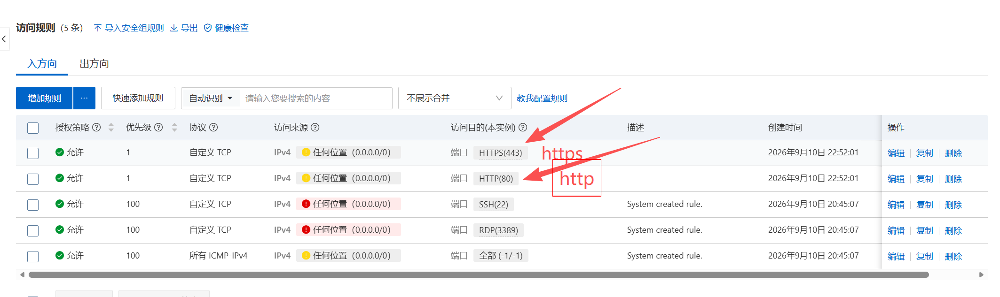 访问规则 (5 条) 导入安全组规则 导出 健康检查
入方向 出方向
增加规则 ··· 快速添加规则 自动识别 请输入您要搜索的内容 不展示合并 教我配置规则
授权策略 ? 优先级 ? 协议 ? 访问来源 ? 访问目的(本实例) ? 描述 创建时间 操作
允许 1 自定义 TCP IPv4 任何位置 (0.0.0.0/0) 端口 HTTPS(443) https 2026年9月10日 22:52:01 编辑 复制 删除
允许 1 自定义 TCP IPv4 任何位置 (0.0.0.0/0) 端口 HTTP(80) http 2026年9月10日 22:52:01 编辑 复制 删除
允许 100 自定义 TCP IPv4 任何位置 (0.0.0.0/0) 端口 SSH(22) System created rule. 2026年9月10日 20:45:07 编辑 复制 删除
允许 100 自定义 TCP IPv4 任何位置 (0.0.0.0/0) 端口 RDP(3389) System created rule. 2026年9月10日 20:45:07 编辑 复制 删除
允许 100 所有 ICMP-IPv4 IPv4 任何位置 (0.0.0.0/0) 端口 全部 (-1/-1) System created rule. 2026年9月10日 20:45:07 编辑 复制 删除